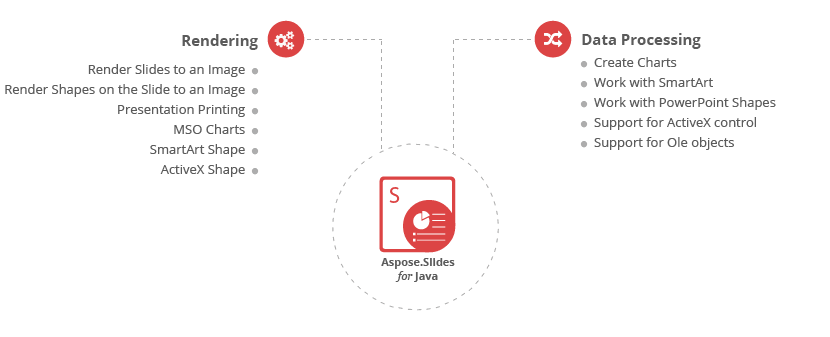 Rendering
Render Slides to an Image
Render Shapes on the Slide to an Image
Presentation Printing
MSO Charts
SmartArt Shape
ActiveX Shape
Data Processing
Create Charts
Work with SmartArt
Work with PowerPoint Shapes
Support for ActiveX control
Support for Ole objects
S
Aspose.Slides
for Java